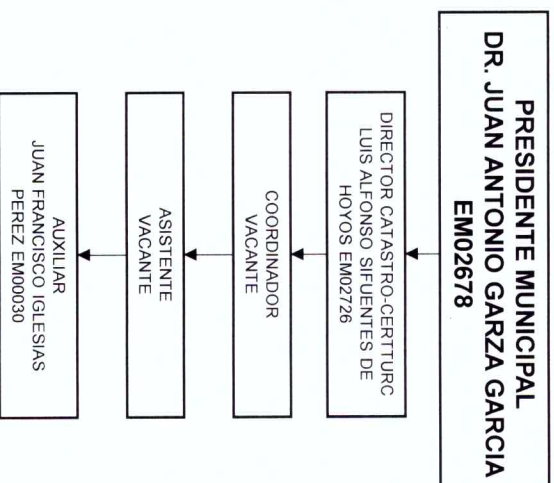 PRESIDENTE MUNICIPAL
DR. JUAN ANTONIO GARZA GARCIA
EM02678
DIRECTOR CATASTRO-CERTTURC
LUIS ALFONSO SIFUENTES DE
HOYOS EM02726
COORDINADOR
VACANTE
ASISTENTE
VACANTE
AUXILIAR
JUAN FRANCISCO IGLESIAS
PEREZ EM00030